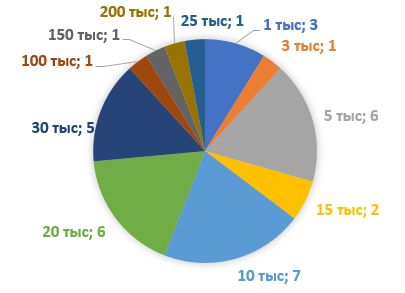 200 тыс; 1
25 тыс; 1
1 тыс; 3
150 тыс; 1
3 тыс; 1
100 тыс; 1
5 тыс; 6
30 тыс; 5
15 тыс; 2
20 тыс; 6
10 тыс; 7